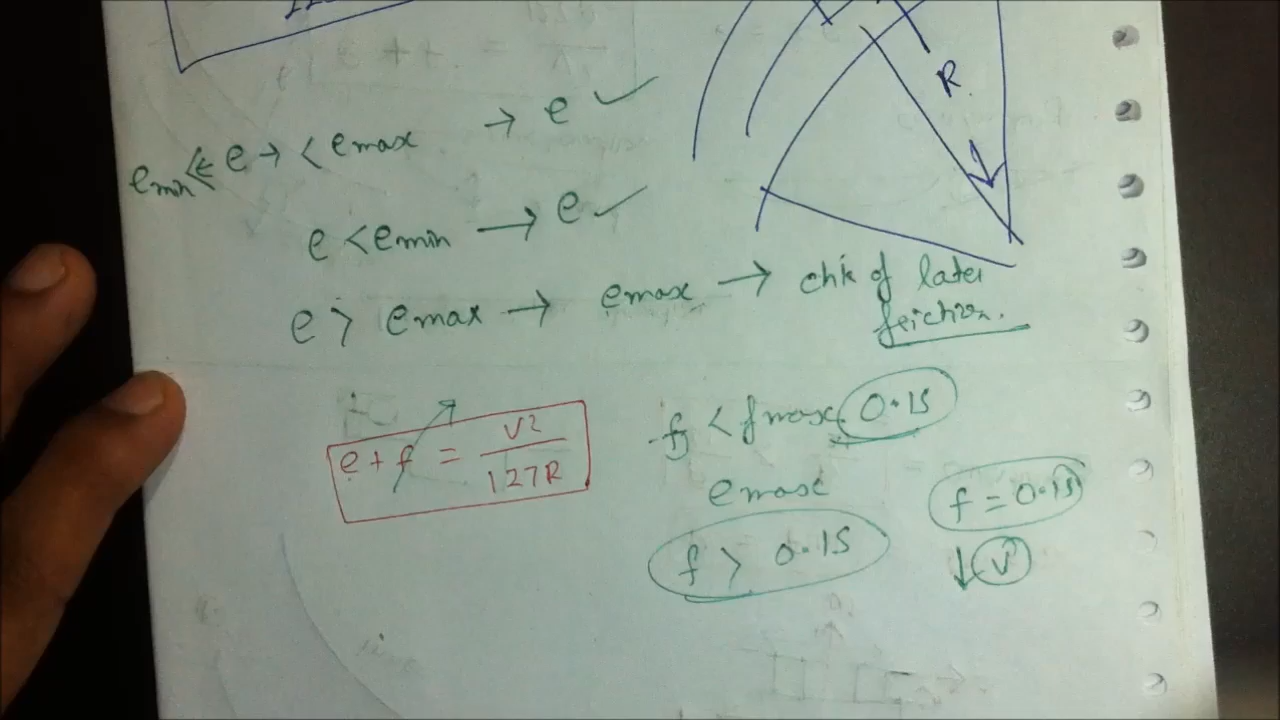 R
emin ≤ e → < emax → e ✓
e < emin → e ✓
e > emax → emax → chk of later
friction.
e + f = V2 / 127R
f < fmax 0.15
emax
f = 0.15
f > 0.15
↓ V